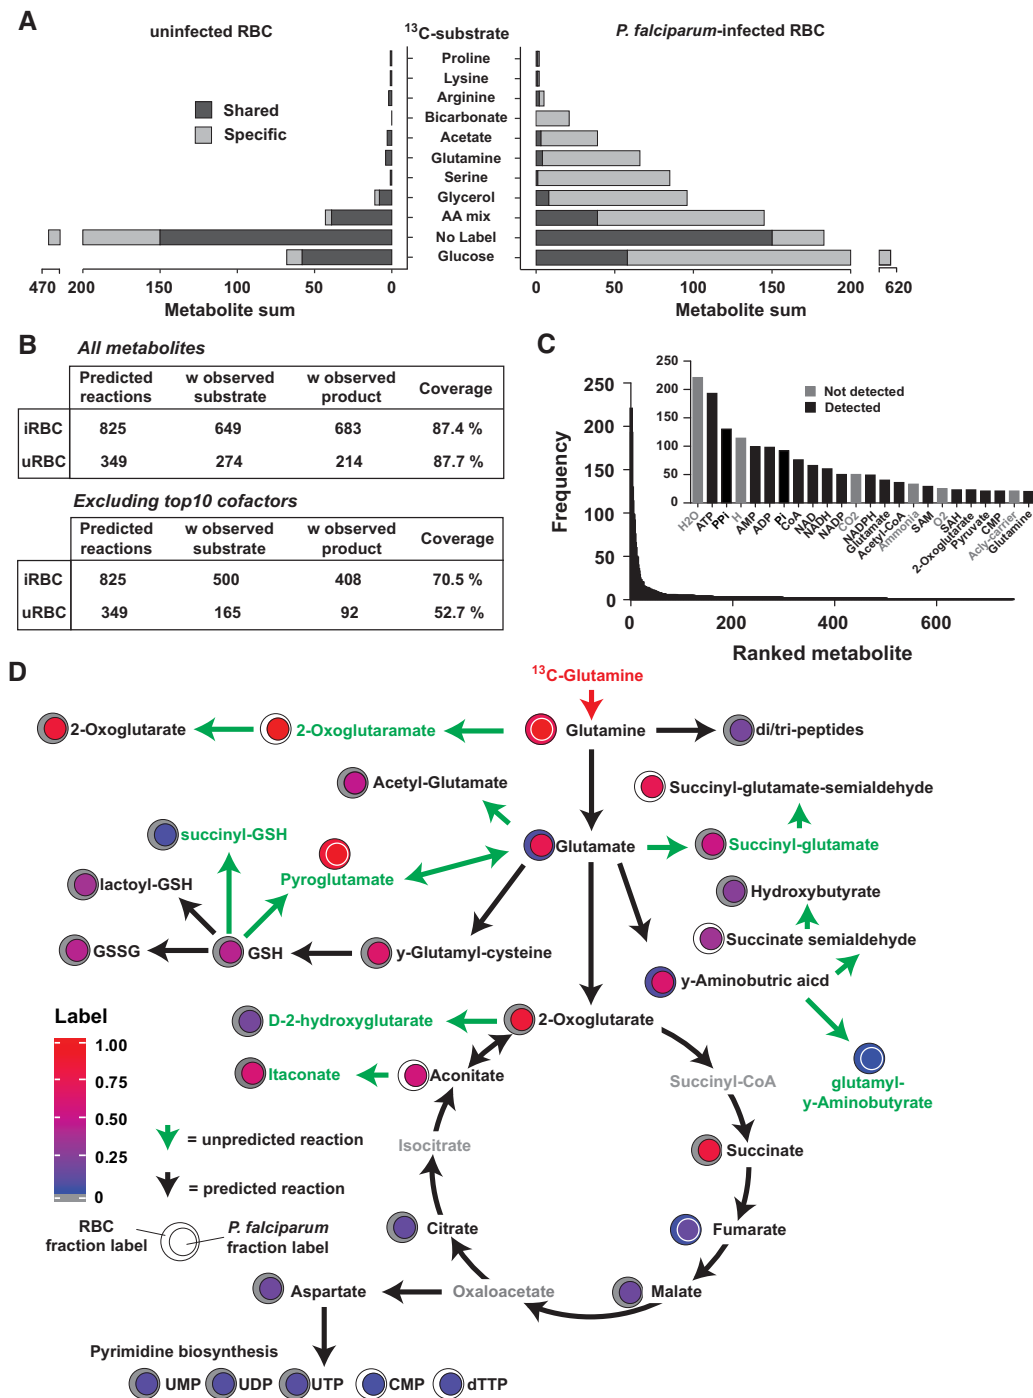 A
uninfected RBC
13C-substrate
P. falciparum-infected RBC
Shared
Specific
Proline
Lysine
Arginine
Bicarbonate
Acetate
Glutamine
Serine
Glycerol
AA mix
No Label
Glucose
470 200 150 100 50 0
0 50 100 150 200 620
Metabolite sum
Metabolite sum
B
All metabolites
Predicted reactions w observed substrate w observed product Coverage
iRBC 825 649 683 87.4 %
uRBC 349 274 214 87.7 %
Excluding top10 cofactors
Predicted reactions w observed substrate w observed product Coverage
iRBC 825 500 408 70.5 %
uRBC 349 165 92 52.7 %
C
Frequency
250
200
150
100
50
0
0 200 400 600
Ranked metabolite
250
200
150
100
50
0
Not detected
Detected
H2O
ATP
PPi
H
AMP
ADP
Pi
CoA
NAD
NADH
NADP
CO2
NADPH
Glutamate
Acetyl-CoA
Ammonia
SAM
O2
SAH
2-Oxoglutarate
Pyruvate
CMP
Acly-carrier
Glutamine
D
13C-Glutamine
2-Oxoglutarate
2-Oxoglutaramate
Glutamine
di/tri-peptides
Acetyl-Glutamate
Succinyl-glutamate-semialdehyde
succinyl-GSH
Glutamate
Succinyl-glutamate
Pyroglutamate
lactoyl-GSH
Hydroxybutyrate
Succinate semialdehyde
GSSG
GSH
y-Glutamyl-cysteine
y-Aminobutric aicd
D-2-hydroxyglutarate
2-Oxoglutarate
Itaconate
Aconitate
Succinyl-CoA
glutamyl-
y-Aminobutyrate
Label
1.00
0.75
0.50
0.25
0
= unpredicted reaction
= predicted reaction
RBC
fraction label
P. falciparum
fraction label
Isocitrate
Succinate
Citrate
Fumarate
Aspartate
Oxaloacetate
Malate
Pyrimidine biosynthesis
UMP
UDP
UTP
CMP
dTTP